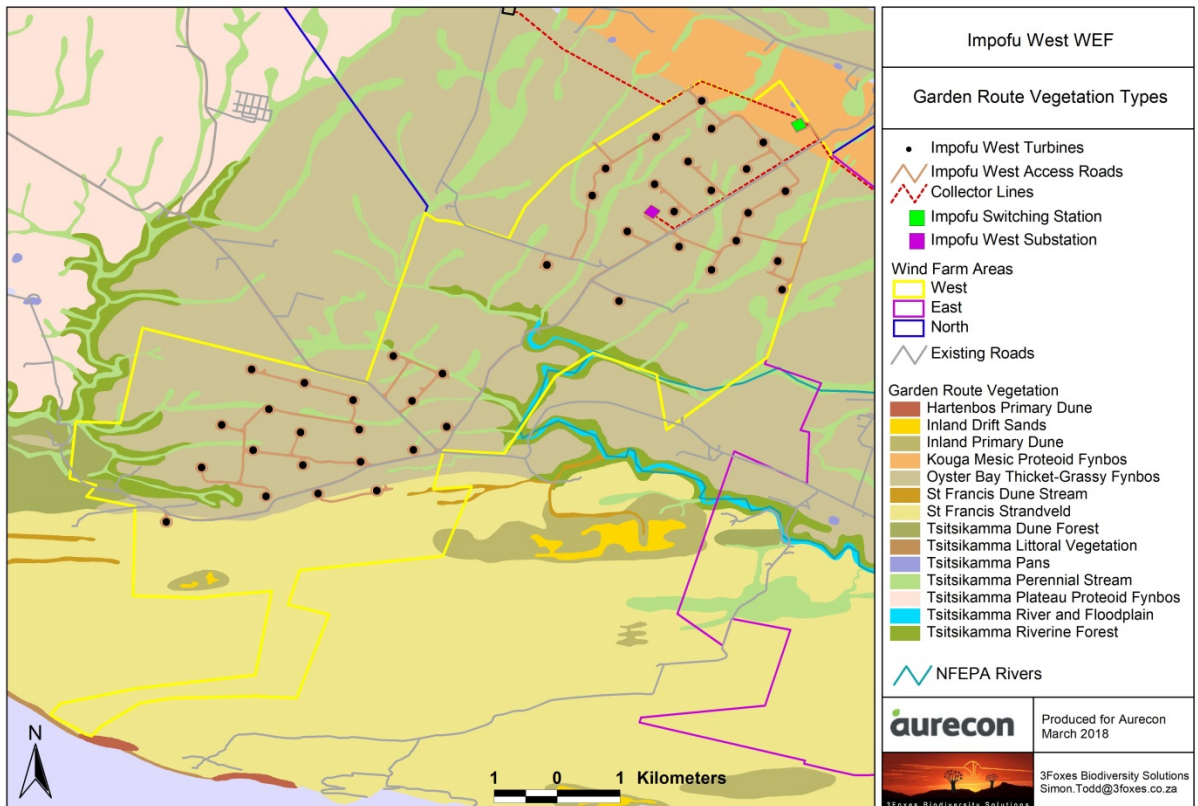 Impofu West WEF
Garden Route Vegetation Types
Impofu West Turbines
Impofu West Access Roads
Collector Lines
Impofu Switching Station
Impofu West Substation
Wind Farm Areas
West
East
North
Existing Roads
Garden Route Vegetation
Hartenbos Primary Dune
Inland Drift Sands
Inland Primary Dune
Kouga Mesic Proteoid Fynbos
Oyster Bay Thicket-Grassy Fynbos
St Francis Dune Stream
St Francis Strandveld
Tsitsikamma Dune Forest
Tsitsikamma Littoral Vegetation
Tsitsikamma Pans
Tsitsikamma Perennial Stream
Tsitsikamma Plateau Proteoid Fynbos
Tsitsikamma River and Floodplain
Tsitsikamma Riverine Forest
NFEPA Rivers
N
1 0 1 Kilometers
aurecon
Produced for Aurecon
March 2018
3Foxes Biodiversity Solutions
3Foxes Biodiversity Solutions
Simon.Todd@3foxes.co.za